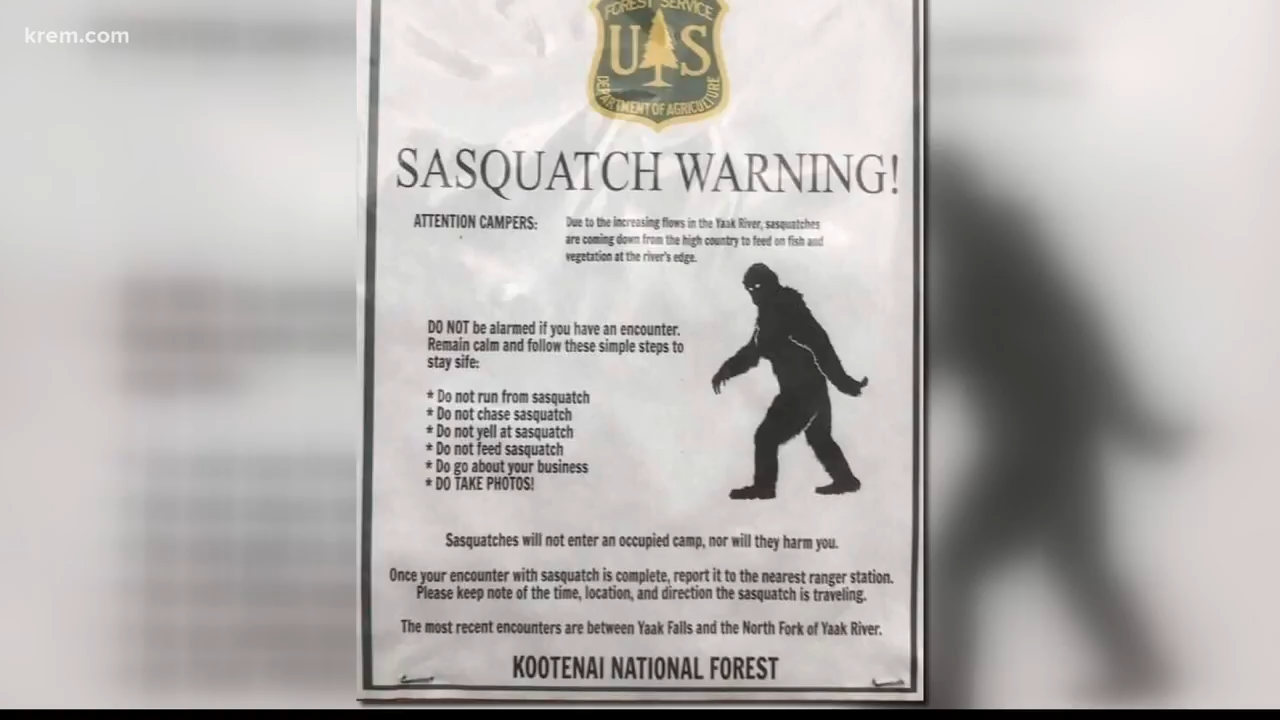 krem.com
FOREST SERVICE
US
DEPARTMENT OF AGRICULTURE
SASQUATCH WARNING!
ATTENTION CAMPERS:
Due to the increasing flows in the Yaak River, sasquatches
are coming down from the high country to feed on fish and
vegetation at the river's edge.
DO NOT be alarmed if you have an encounter.
Remain calm and follow these simple steps to
stay sife:
* Do not run from sasquatch
* Do not chase sasquatch
* Do not yell at sasquatch
* Do not feed sasquatch
* Do go about your business
* DO TAKE PHOTOS!
Sasquatches will not enter an occupied camp, nor will they harm you.
Once your encounter with sasquatch is complete, report it to the nearest ranger station.
Please keep note of the time, location, and direction the sasquatch is traveling.
The most recent encounters are between Yaak Falls and the North Fork of Yaak River.
KOOTENAI NATIONAL FOREST